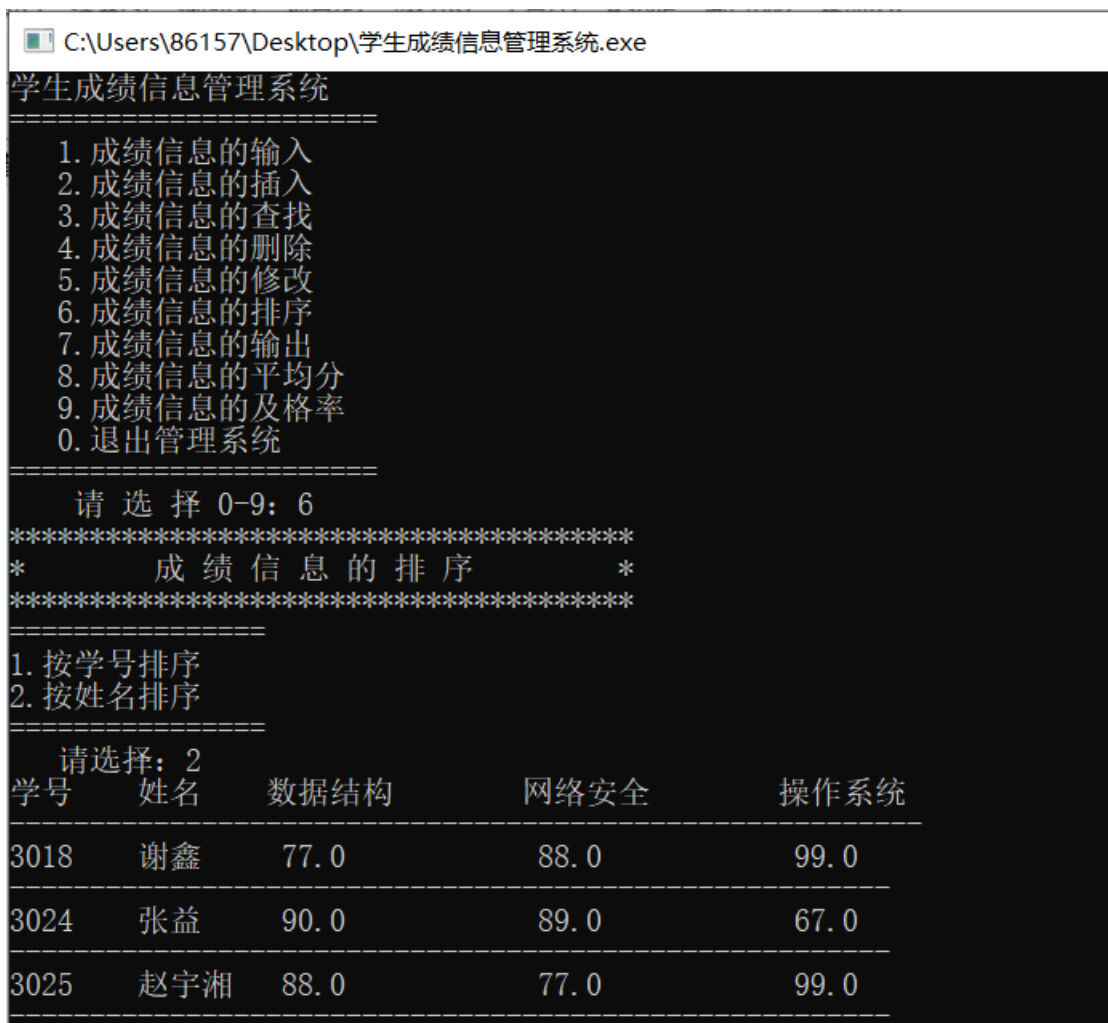 C:\Users\86157\Desktop\学生成绩信息管理系统.exe
学生成绩信息管理系统
=======================
1.成绩信息的输入
2.成绩信息的插入
3.成绩信息的查找
4.成绩信息的删除
5.成绩信息的修改
6.成绩信息的排序
7.成绩信息的输出
8.成绩信息的平均分
9.成绩信息的及格率
0.退出管理系统
=======================
请 选 择 0-9: 6
***************************************
* 成 绩 信 息 的 排 序 *
***************************************
================
1.按学号排序
2.按姓名排序
================
请选择: 2
学号 姓名 数据结构 网络安全 操作系统
---------------------------------------------------------
3018 谢鑫 77.0 88.0 99.0
-------------------------------------------------------
3024 张益 90.0 89.0 67.0
-------------------------------------------------------
3025 赵宇湘 88.0 77.0 99.0
-------------------------------------------------------